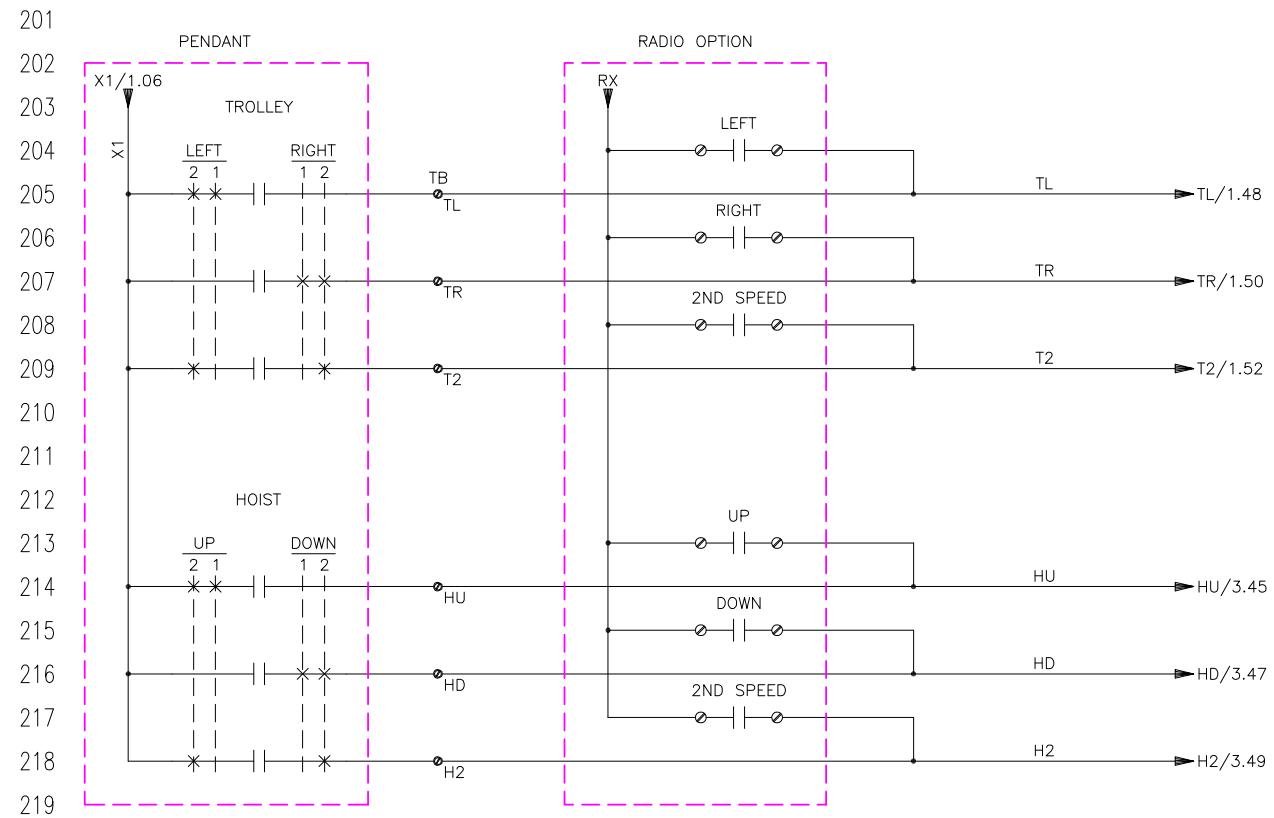 201
PENDANT RADIO OPTION
202
X1/1.06 RX
203 TROLLEY
LEFT
204 X1 LEFT RIGHT
2 1 1 2
TB
205 TL TL TL/1.48
RIGHT
206
207 TR TR TR/1.50
2ND SPEED
208
209 T2 T2 T2/1.52
210
211
212 HOIST
UP
213 UP DOWN
2 1 1 2
214 HU HU HU/3.45
DOWN
215
216 HD HD HD/3.47
2ND SPEED
217
218 H2 H2 H2/3.49
219